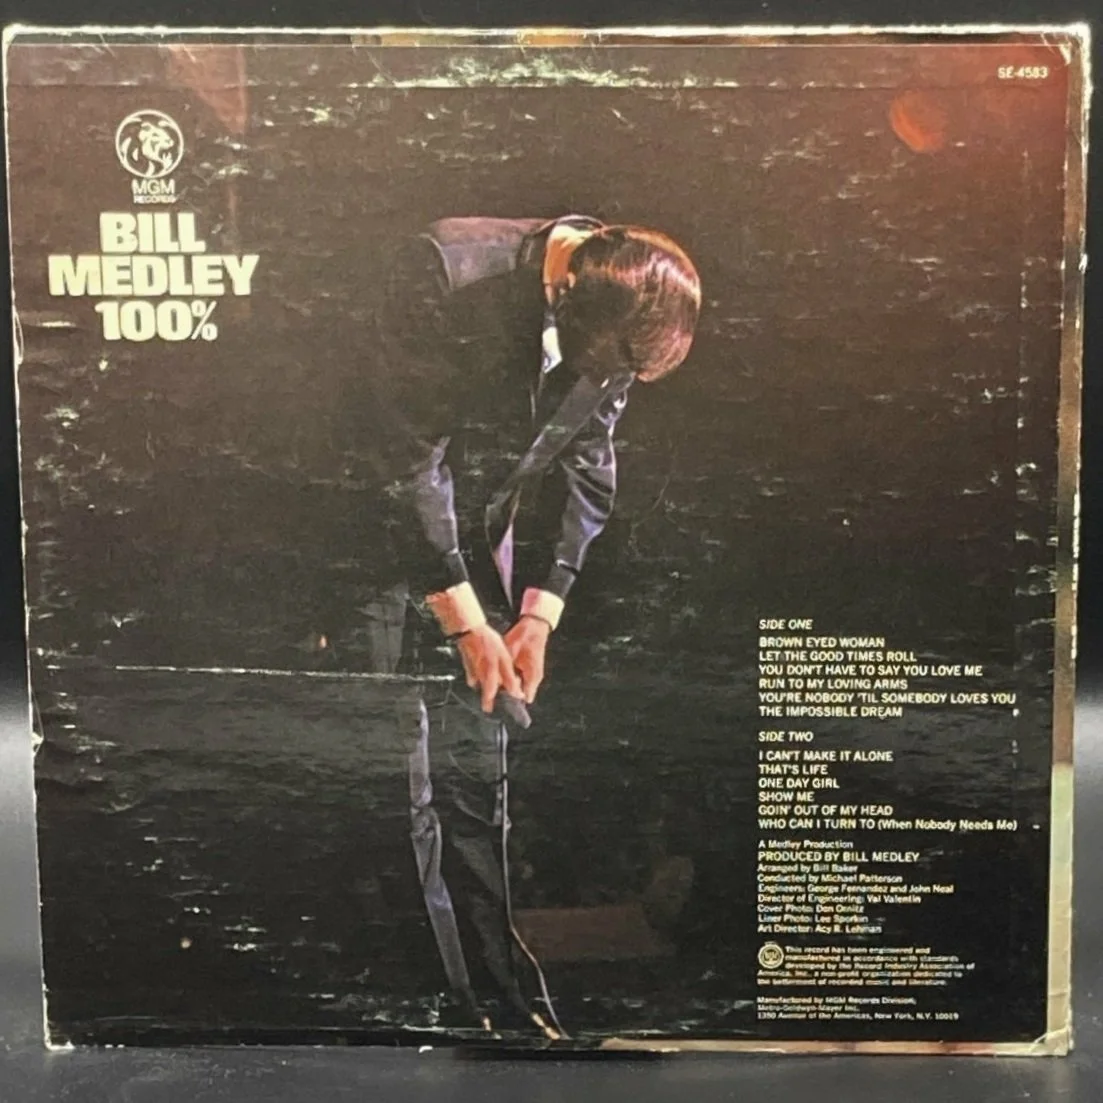 SE-4583
MGM
RECORDS
BILL
MEDLEY
100%
SIDE ONE
BROWN EYED WOMAN
LET THE GOOD TIMES ROLL
YOU DON'T HAVE TO SAY YOU LOVE ME
RUN TO MY LOVING ARMS
YOU'RE NOBODY 'TIL SOMEBODY LOVES YOU
THE IMPOSSIBLE DREAM
SIDE TWO
I CAN'T MAKE IT ALONE
THAT'S LIFE
ONE DAY GIRL
SHOW ME
GOIN' OUT OF MY HEAD
WHO CAN I TURN TO (When Nobody Needs Me)
A Medley Production
PRODUCED BY BILL MEDLEY
Arranged by Bill Baker
Conducted by Michael Patterson
Engineers: George Fernandez and John Neal
Director of Engineering: Val Valentin
Cover Photo: Don Ornitz
Liner Photo: Lee Sporkin
Art Director: Acy R. Lehman
This record has been engineered and
manufactured in accordance with standards
developed by the Record Industry Association of
America, Inc., a non-profit organization dedicated to
the betterment of recorded music and literature.
Manufactured by MGM Records Division,
Metro-Goldwyn-Mayer Inc.
1350 Avenue of the Americas, New York, N.Y. 10019